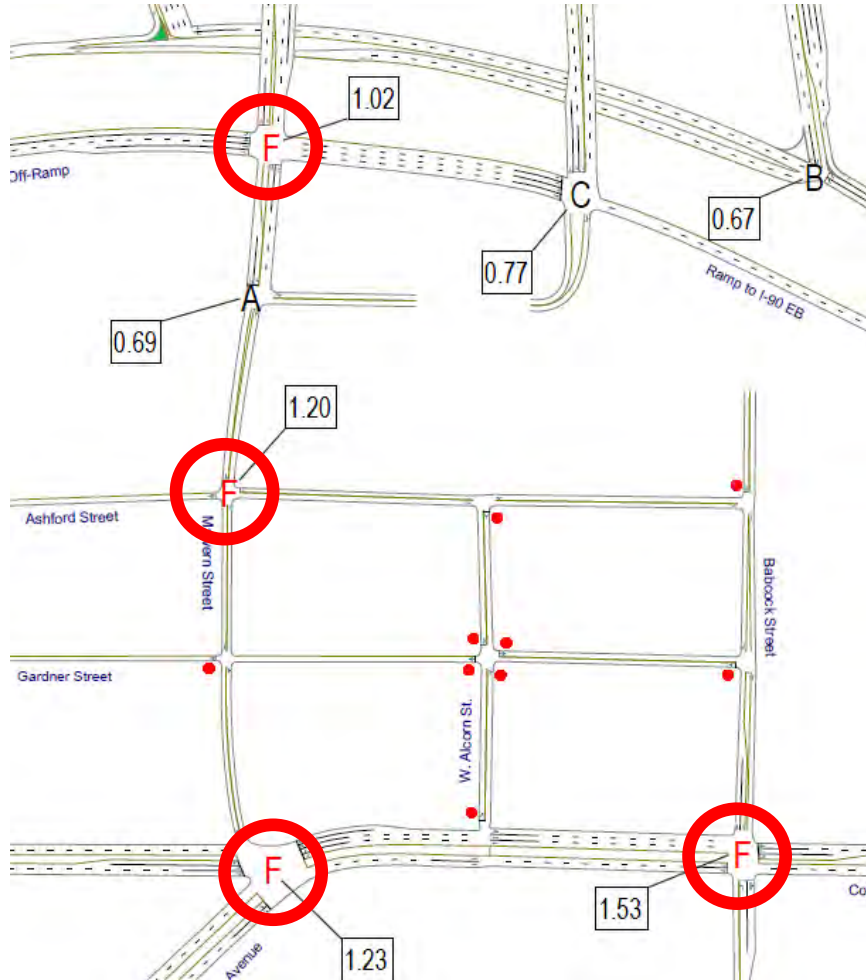 1.02
F
Off-Ramp
C
B
0.67
0.77
Ramp to I-90 EB
A
0.69
1.20
F
Ashford Street
Babcock Street
Gardner Street
W. Alcorn St.
F
F
1.53
Co
Avenue
1.23